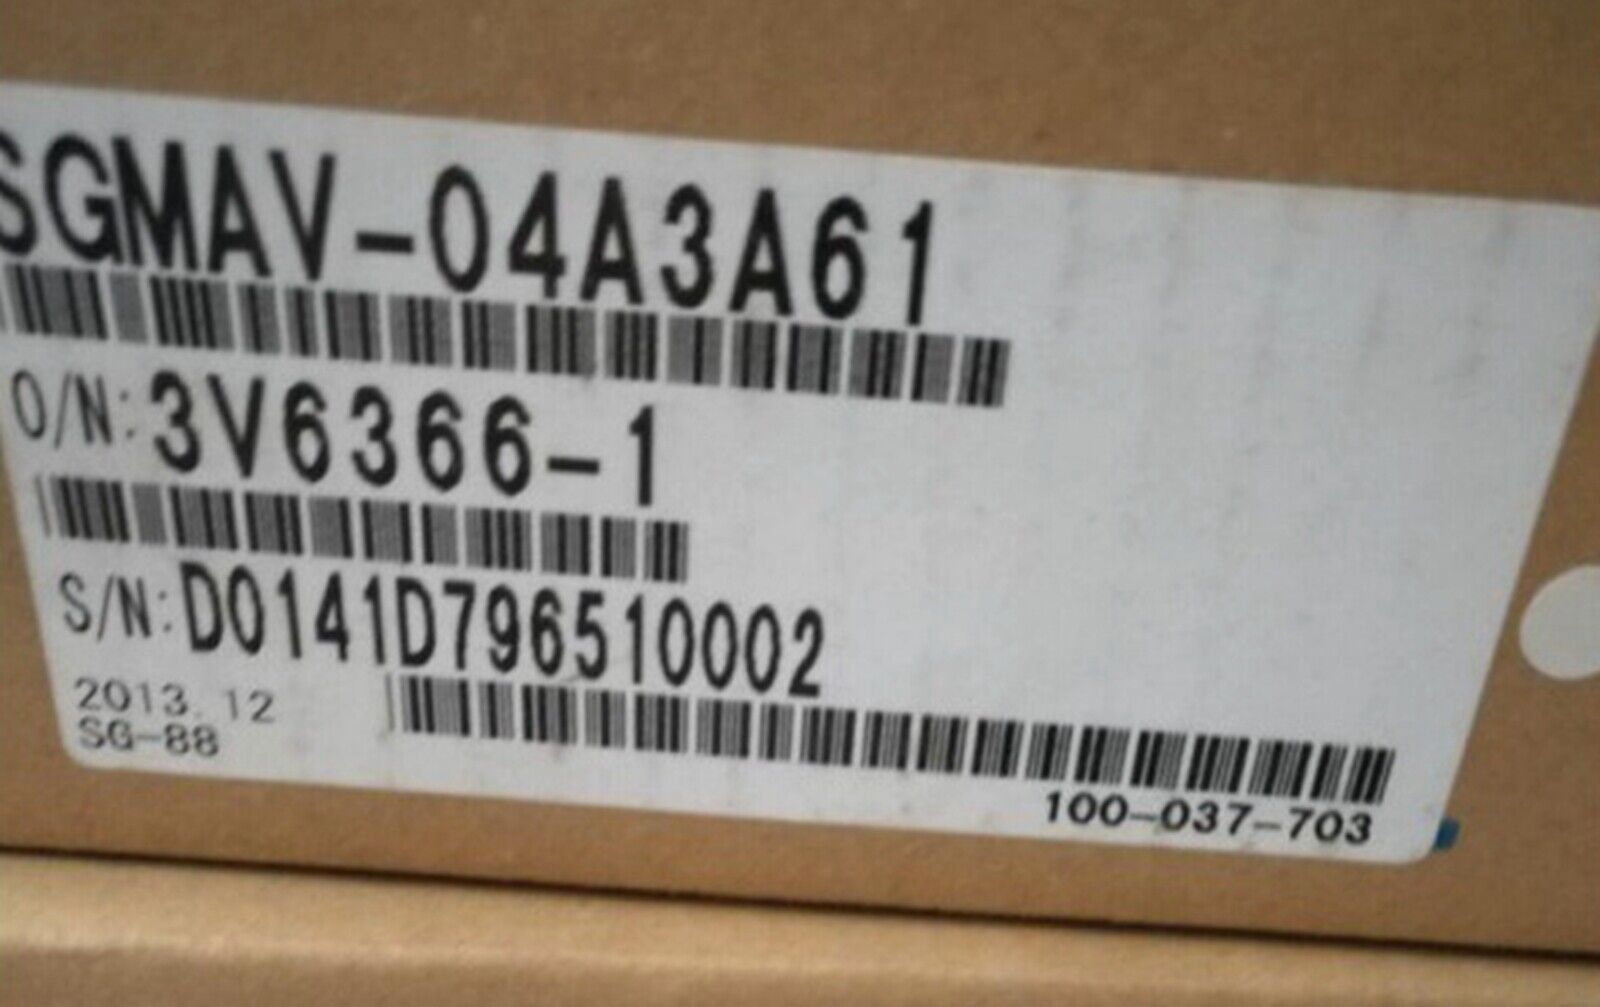 SGMAV-04A3A61
O/N: 3V6366-1
S/N: D0141D796510002
2013.12
SG-88
100-037-703